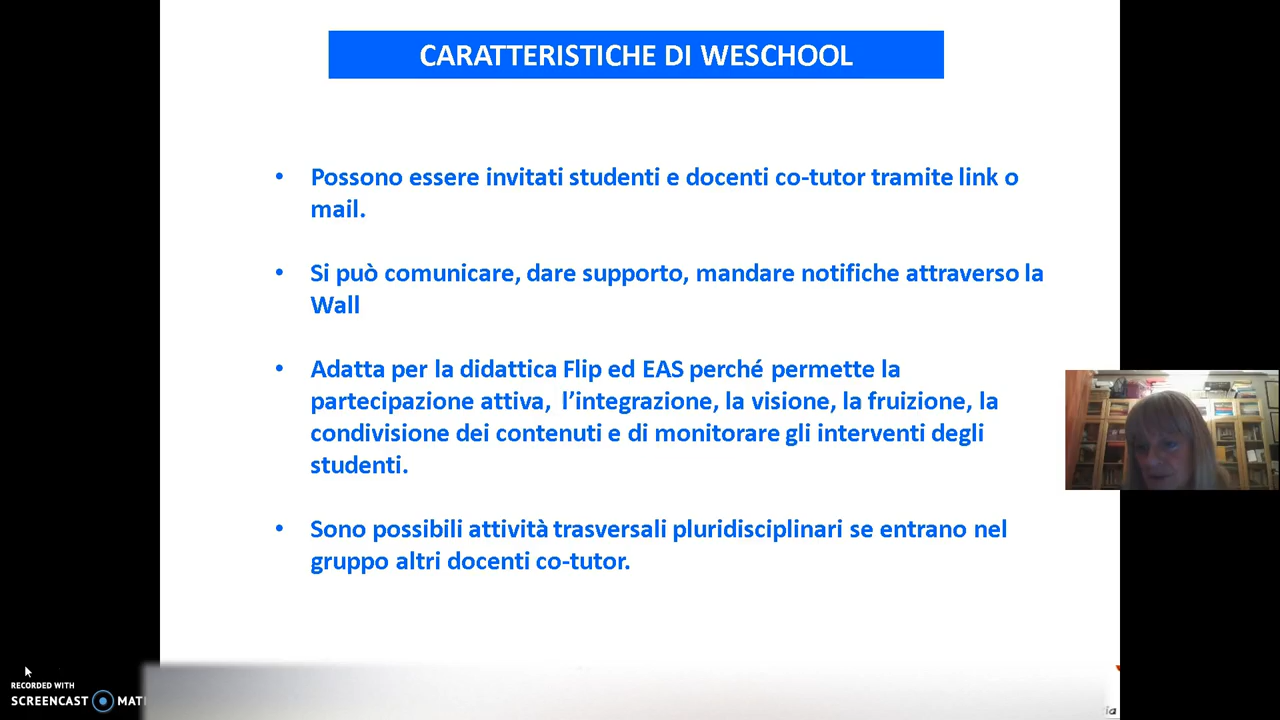 CARATTERISTICHE DI WESCHOOL
• Possono essere invitati studenti e docenti co-tutor tramite link o
mail.
• Si può comunicare, dare supporto, mandare notifiche attraverso la
Wall
• Adatta per la didattica Flip ed EAS perché permette la
partecipazione attiva, l’integrazione, la visione, la fruizione, la
condivisione dei contenuti e di monitorare gli interventi degli
studenti.
• Sono possibili attività trasversali pluridisciplinari se entrano nel
gruppo altri docenti co-tutor.
RECORDED WITH
SCREENCAST MATI